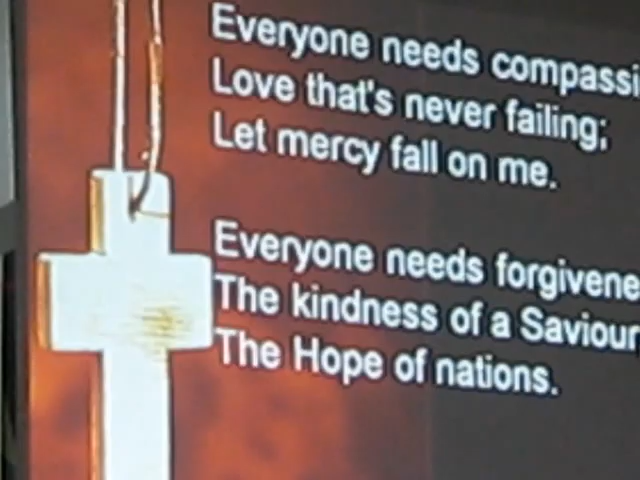 Everyone needs compassi
Love that's never failing;
Let mercy fall on me.
Everyone needs forgivene
The kindness of a Saviour
The Hope of nations.